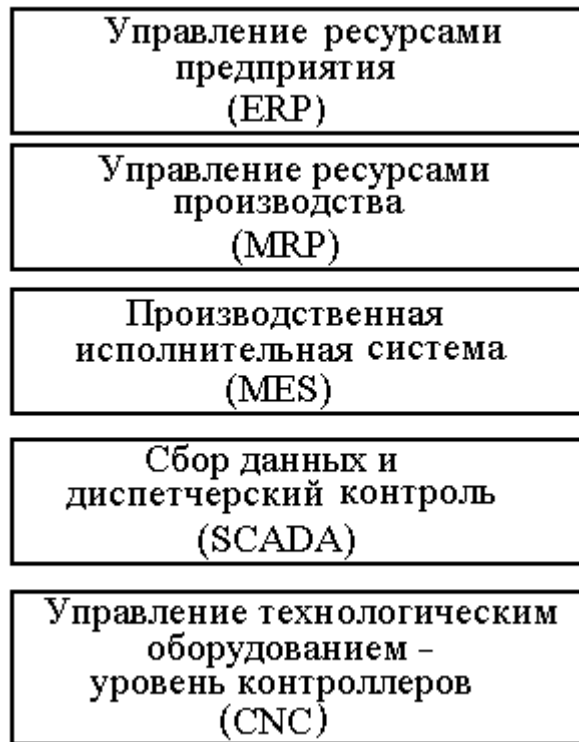 Управление ресурсами
предприятия
(ERP)
Управление ресурсами
производства
(MRP)
Производственная
исполнительная система
(MES)
Сбор данных и
диспетчерский контроль
(SCADA)
Управление технологическим
оборудованием –
уровень контроллеров
(CNC)